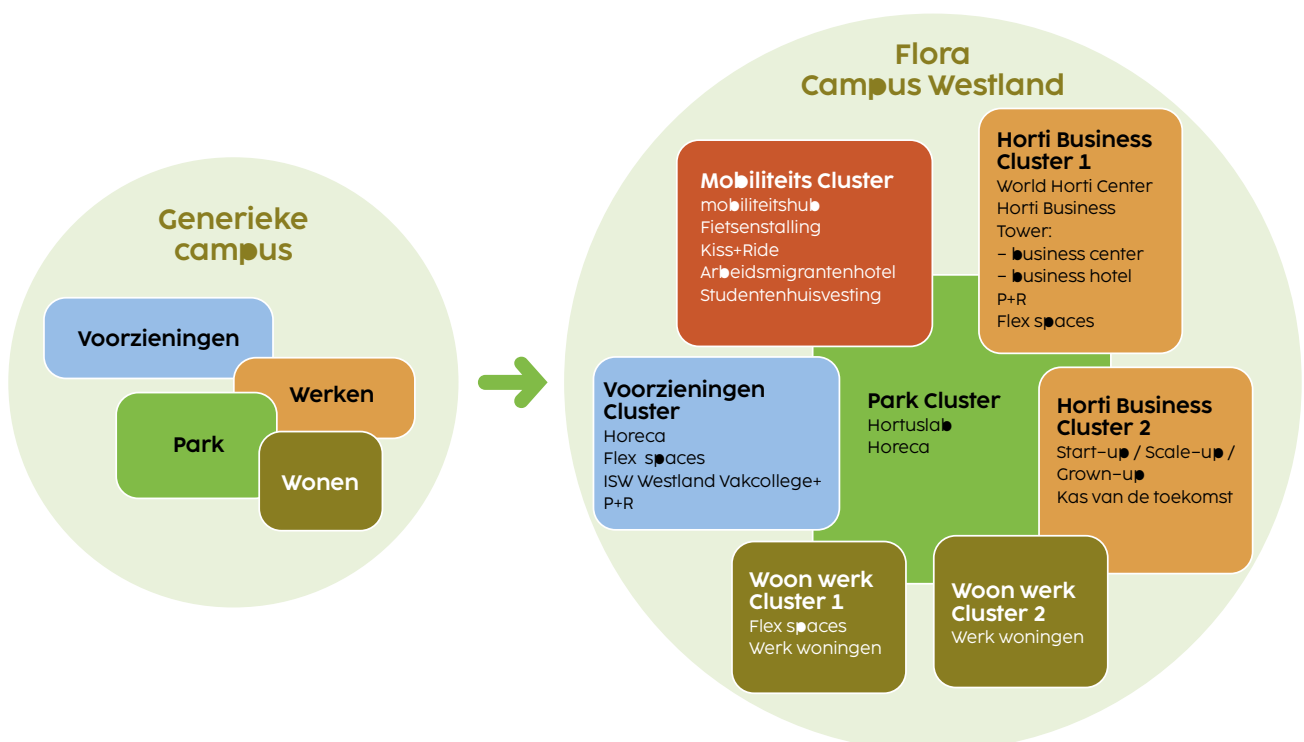 Generieke
campus
Voorzieningen
Werken
Park
Wonen
Flora
Campus Westland
Mobiliteits Cluster
mobiliteitshub
Fietsenstalling
Kiss+Ride
Arbeidsmigrantenhotel
Studentenhuisvesting
Horti Business
Cluster 1
World Horti Center
Horti Business
Tower:
– business center
– business hotel
P+R
Flex spaces
Voorzieningen
Cluster
Horeca
Flex spaces
ISW Westland Vakcollege+
P+R
Park Cluster
Hortuslab
Horeca
Horti Business
Cluster 2
Start-up / Scale-up /
Grown-up
Kas van de toekomst
Woon werk
Cluster 1
Flex spaces
Werk woningen
Woon werk
Cluster 2
Werk woningen